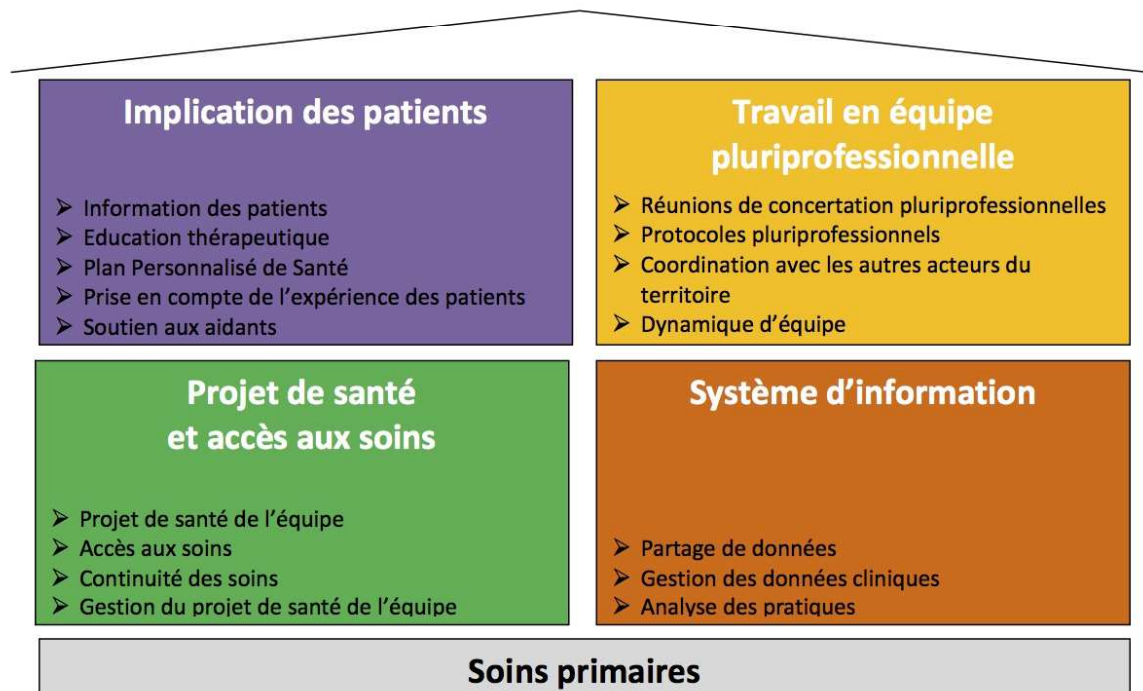 Implication des patients
➤ Information des patients
➤ Education thérapeutique
➤ Plan Personnalisé de Santé
➤ Prise en compte de l’expérience des patients
➤ Soutien aux aidants
Travail en équipe
pluriprofessionnelle
➤ Réunions de concertation pluriprofessionnelles
➤ Protocoles pluriprofessionnels
➤ Coordination avec les autres acteurs du
territoire
➤ Dynamique d’équipe
Projet de santé
et accès aux soins
➤ Projet de santé de l’équipe
➤ Accès aux soins
➤ Continuité des soins
➤ Gestion du projet de santé de l’équipe
Système d’information
➤ Partage de données
➤ Gestion des données cliniques
➤ Analyse des pratiques
Soins primaires